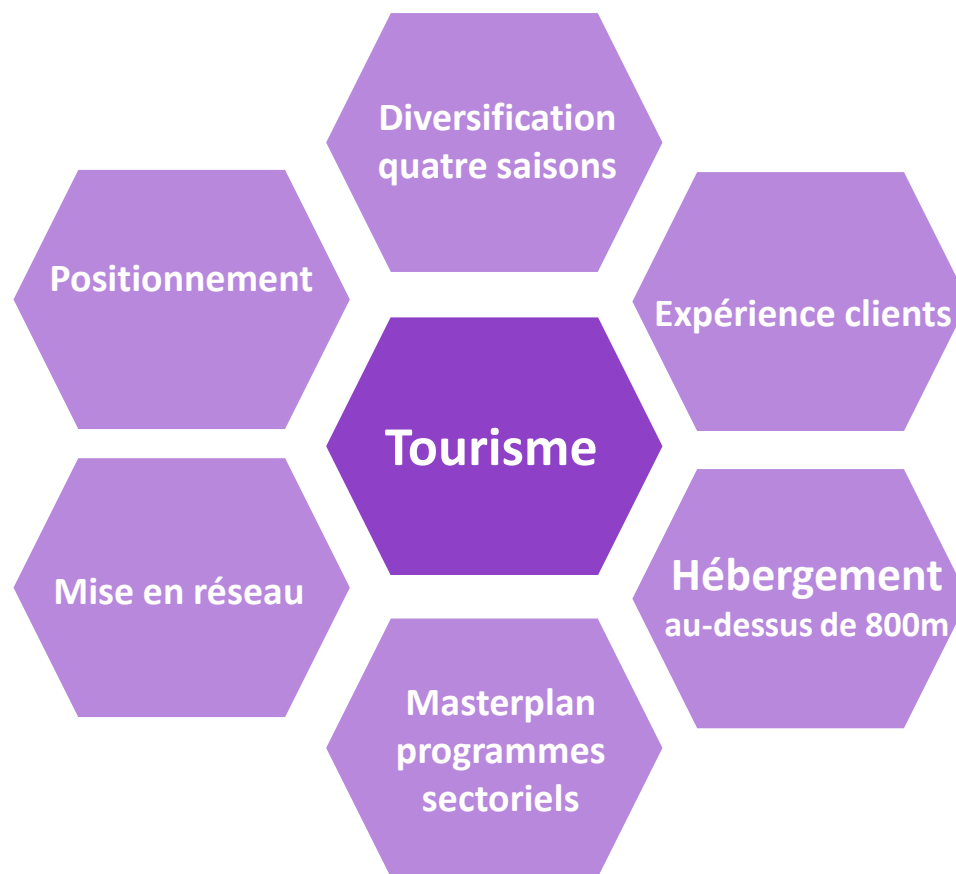 Diversification
quatre saisons
Positionnement
Expérience clients
Tourisme
Mise en réseau
Hébergement
au-dessus de 800m
Masterplan
programmes
sectoriels